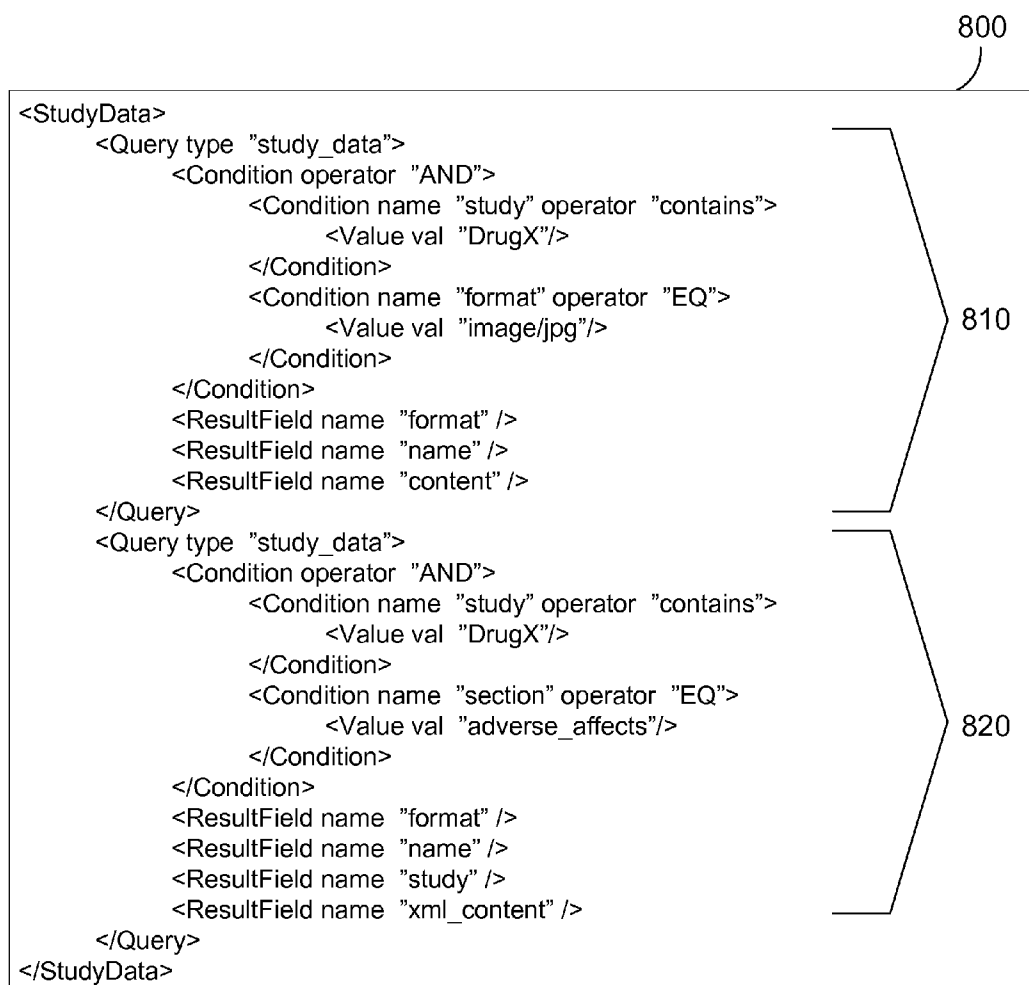 800
<StudyData>
<Query type ”study_data”>
<Condition operator ”AND”>
<Condition name ”study” operator ”contains”>
<Value val ”DrugX”/>
</Condition>
<Condition name ”format” operator ”EQ”>
<Value val ”image/jpg”/>
</Condition>
</Condition>
<ResultField name ”format” />
<ResultField name ”name” />
<ResultField name ”content” />
</Query>
810
<Query type ”study_data”>
<Condition operator ”AND”>
<Condition name ”study” operator ”contains”>
<Value val ”DrugX”/>
</Condition>
<Condition name ”section” operator ”EQ”>
<Value val ”adverse_affects”/>
</Condition>
</Condition>
<ResultField name ”format” />
<ResultField name ”name” />
<ResultField name ”study” />
<ResultField name ”xml_content” />
</Query>
820
</StudyData>